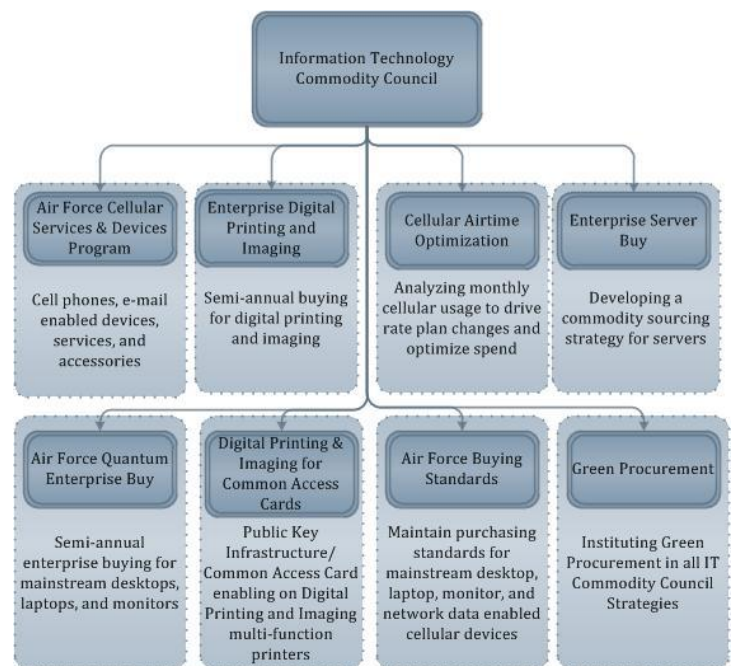 Information Technology
Commodity Council
Air Force Cellular
Services & Devices
Program
Cell phones, e-mail
enabled devices,
services, and
accessories
Enterprise Digital
Printing and
Imaging
Semi-annual buying
for digital printing
and imaging
Cellular Airtime
Optimization
Analyzing monthly
cellular usage to drive
rate plan changes and
optimize spend
Enterprise Server
Buy
Developing a
commodity sourcing
strategy for servers
Air Force Quantum
Enterprise Buy
Semi-annual
enterprise buying for
mainstream desktops,
laptops, and monitors
Digital Printing &
Imaging for
Common Access
Cards
Public Key
Infrastructure/
Common Access Card
enabling on Digital
Printing and Imaging
multi-function
printers
Air Force Buying
Standards
Maintain purchasing
standards for
mainstream desktop,
laptop, monitor, and
network data enabled
cellular devices
Green Procurement
Instituting Green
Procurement in all IT
Commodity Council
Strategies